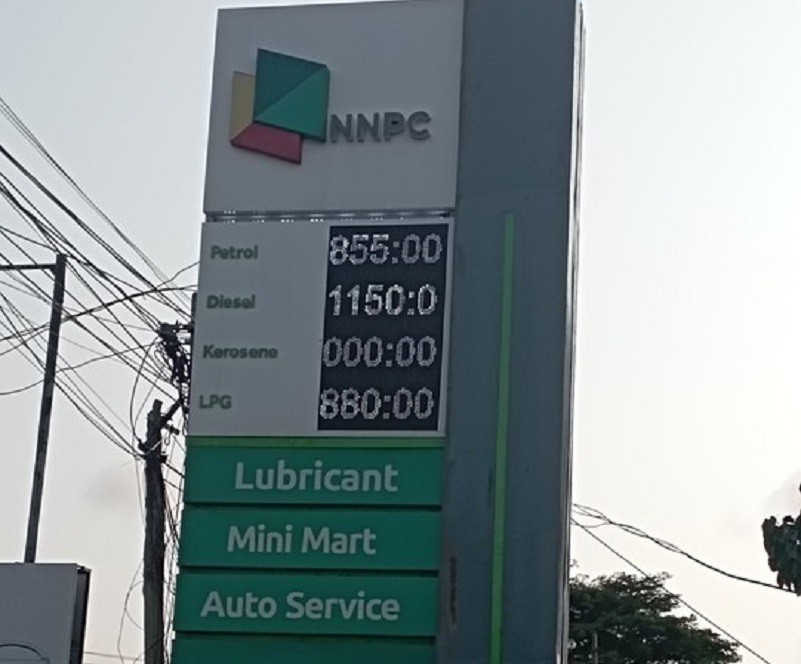 NNPC
Petrol 855:00
Diesel 1150:0
Kerosene 000:00
LPG 880:00
Lubricant
Mini Mart
Auto Service